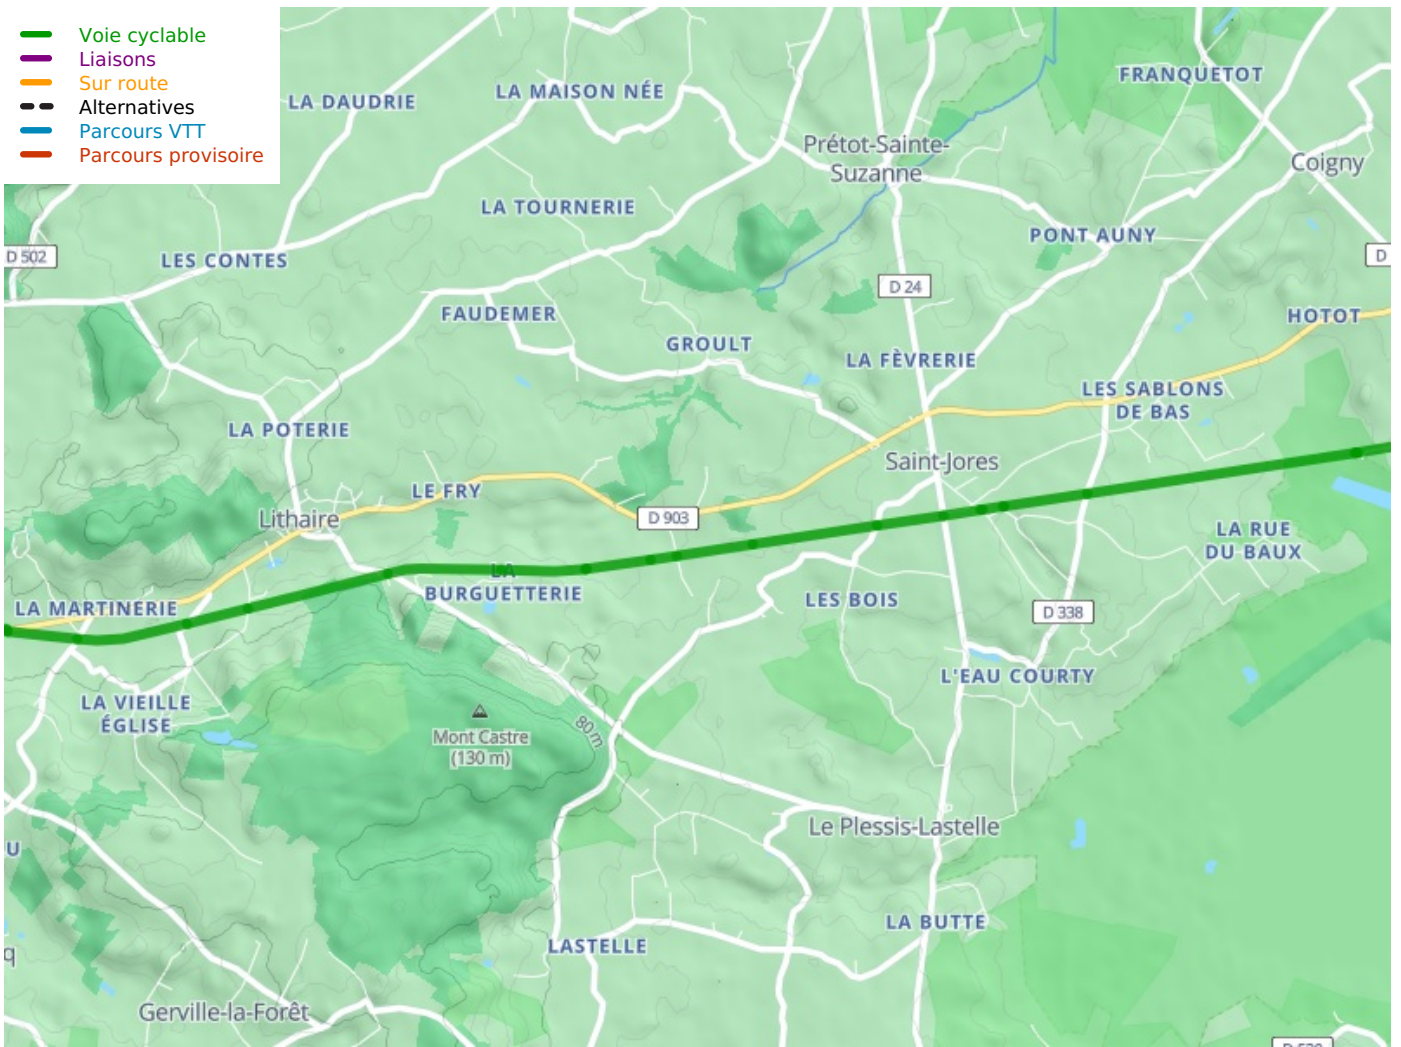 Voie cyclable
Liaisons
Sur route
Alternatives
Parcours VTT
Parcours provisoire
FRANQUETOT
LA MAISON NÉE
LA DAUDRIE
Prétot-Sainte-
Suzanne
Coigny
LA TOURNERIE
PONT AUNY
D 502
LES CONTES
D
D 24
FAUDEMER
HOTOT
GROULT
LA FÈVRERIE
LES SABLONS
DE BAS
LA POTERIE
Saint-Jores
LE FRY
Lithaire
D 903
LA RUE
DU BAUX
LA
BURGUETTERIE
LES BOIS
LA MARTINERIE
D 338
L'EAU COURTY
LA VIEILLE
ÉGLISE
80 m
Mont Castre
(130 m)
Le Plessis-Lastelle
U
LA BUTTE
LASTELLE
q
Gerville-la-Forêt